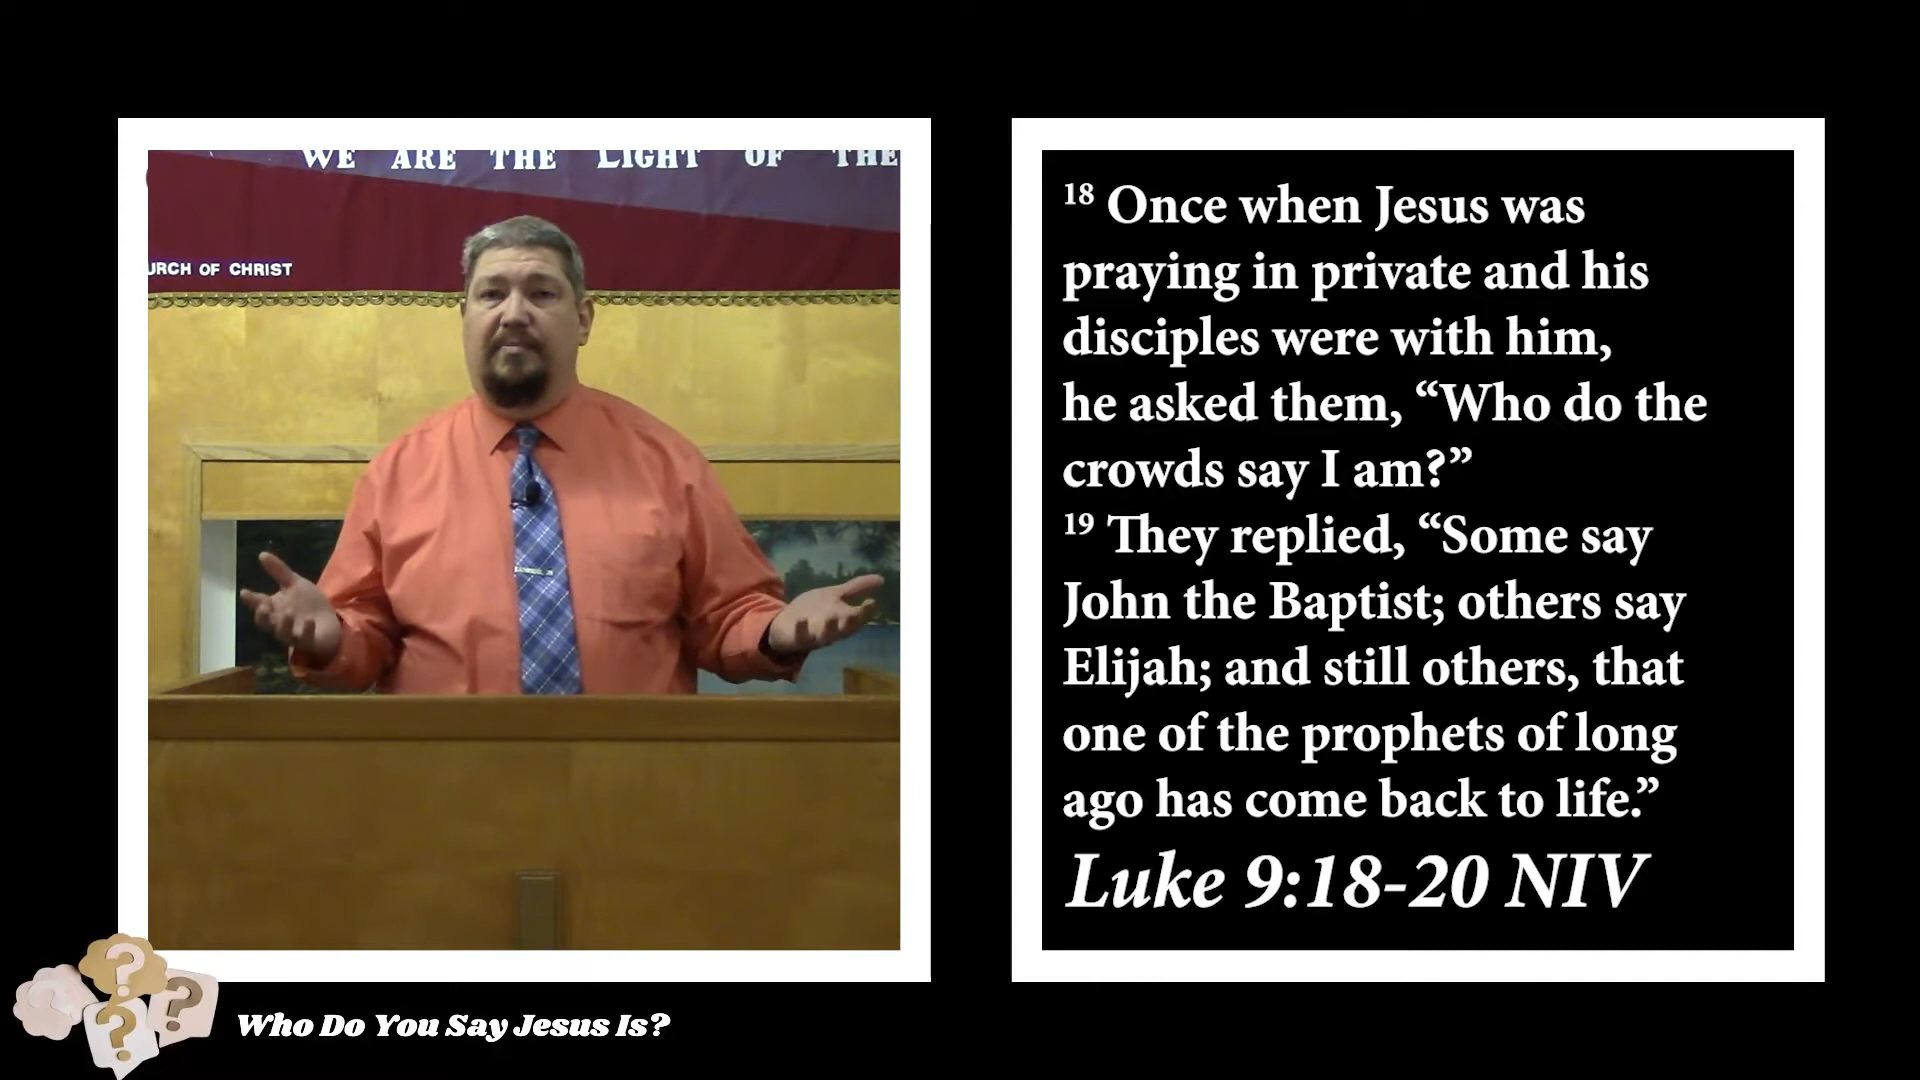 WE ARE THE LIGHT OF THE
URCH OF CHRIST
18 Once when Jesus was
praying in private and his
disciples were with him,
he asked them, “Who do the
crowds say I am?”
19 They replied, “Some say
John the Baptist; others say
Elijah; and still others, that
one of the prophets of long
ago has come back to life.”
Luke 9:18-20 NIV
? ? ? ?
Who Do You Say Jesus Is?